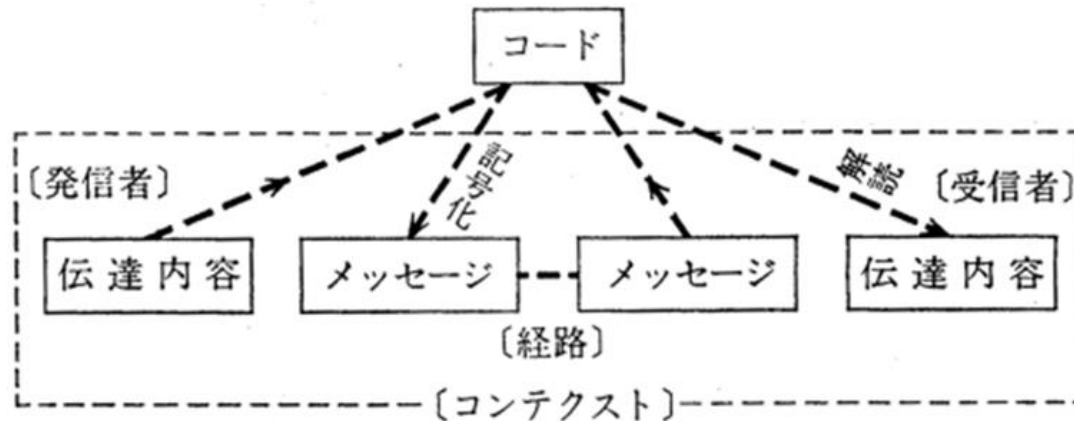 コード
記号化
解読
〔発信者〕
〔受信者〕
伝達内容
メッセージ
メッセージ
伝達内容
〔経路〕
〔コンテクスト〕